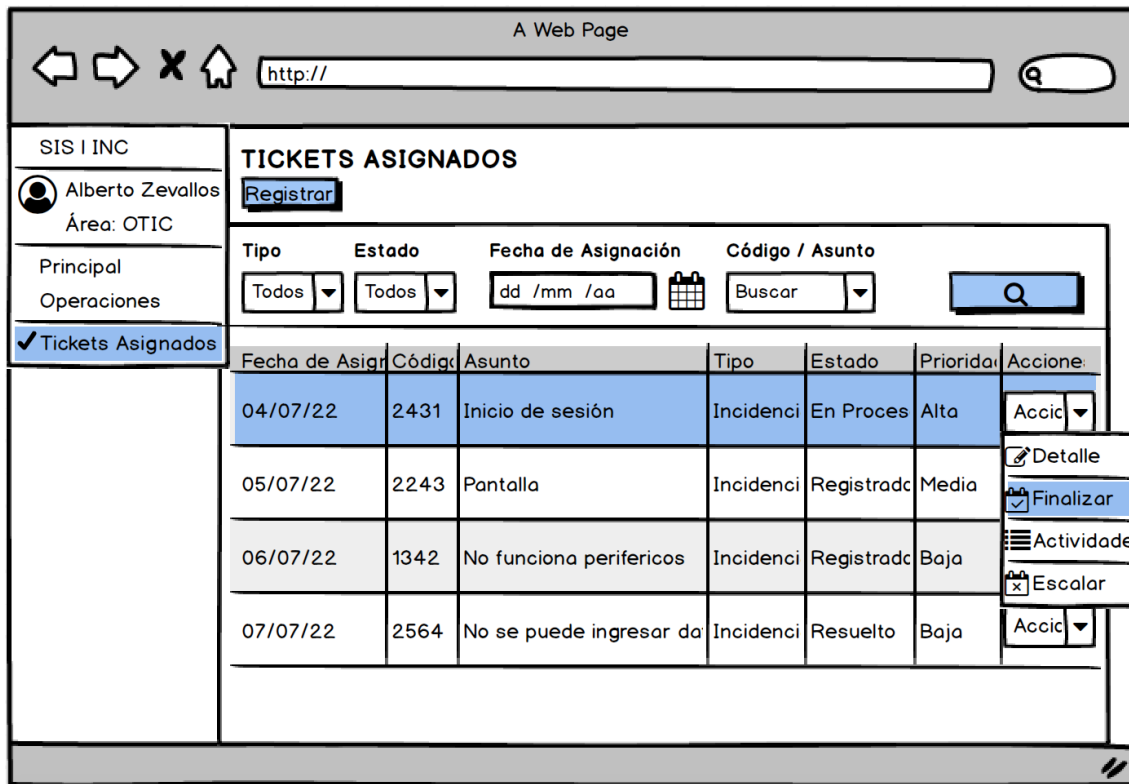 A Web Page
http://
SIS I INC
Alberto Zevallos
Área: OTIC
Principal
Operaciones
Tickets Asignados
TICKETS ASIGNADOS
Registrar
Tipo Estado Fecha de Asignación Código / Asunto
Todos Todos dd /mm /aa Buscar
Fecha de Asigr Códig Asunto Tipo Estado Priorida Accione
04/07/22 2431 Inicio de sesión Incidenci En Proces Alta Accic
Detalle
05/07/22 2243 Pantalla Incidenci Registrado Media
Finalizar
Actividade
06/07/22 1342 No funciona perifericos Incidenci Registrado Baja
Escalar
07/07/22 2564 No se puede ingresar da Incidenci Resuelto Baja Accic